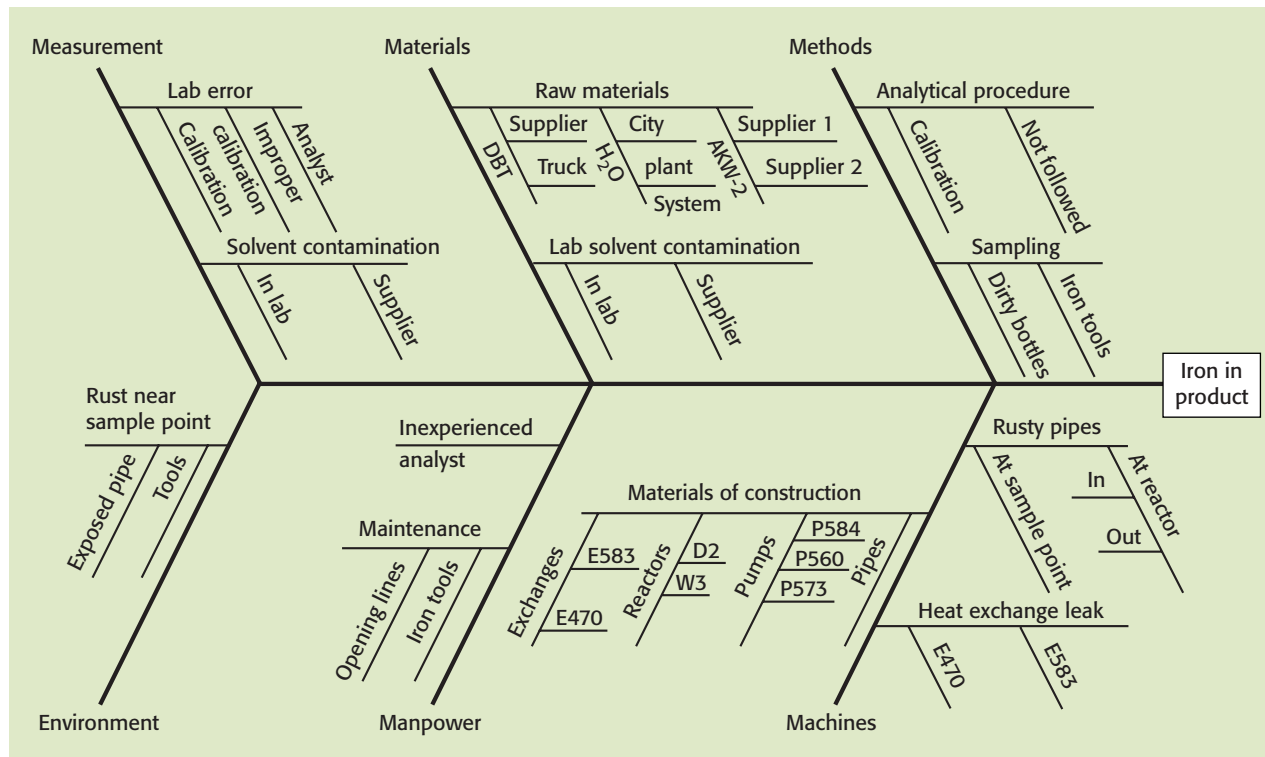 Measurement
Lab error
Calibration
calibration
Improper
Analyst
Solvent contamination
In lab
Supplier
Materials
Raw materials
DBT
Supplier
Truck
H₂O
City
plant
System
AKW-2
Supplier 1
Supplier 2
Lab solvent contamination
In lab
Supplier
Methods
Analytical procedure
Calibration
Not followed
Sampling
Dirty bottles
Iron tools
Iron in
product
Rust near
sample point
Exposed pipe
Tools
Environment
Inexperienced
analyst
Maintenance
Opening lines
Iron tools
Manpower
Materials of construction
Exchanges
E583
E470
Reactors
D2
W3
Pumps
P584
P560
P573
Pipes
Rusty pipes
At sample point
At reactor
In
Out
Heat exchange leak
E470
E583
Machines